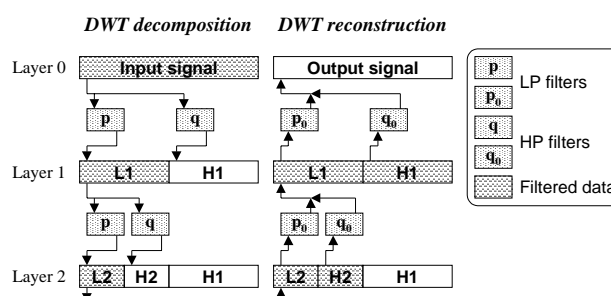 DWT decomposition DWT reconstruction
Layer 0 Input signal Output signal
p q p₀ q₀
Layer 1 L1 H1 L1 H1
p q p₀ q₀
Layer 2 L2 H2 H1 L2 H2 H1
p
LP filters
p₀
q
HP filters
q₀
Filtered data